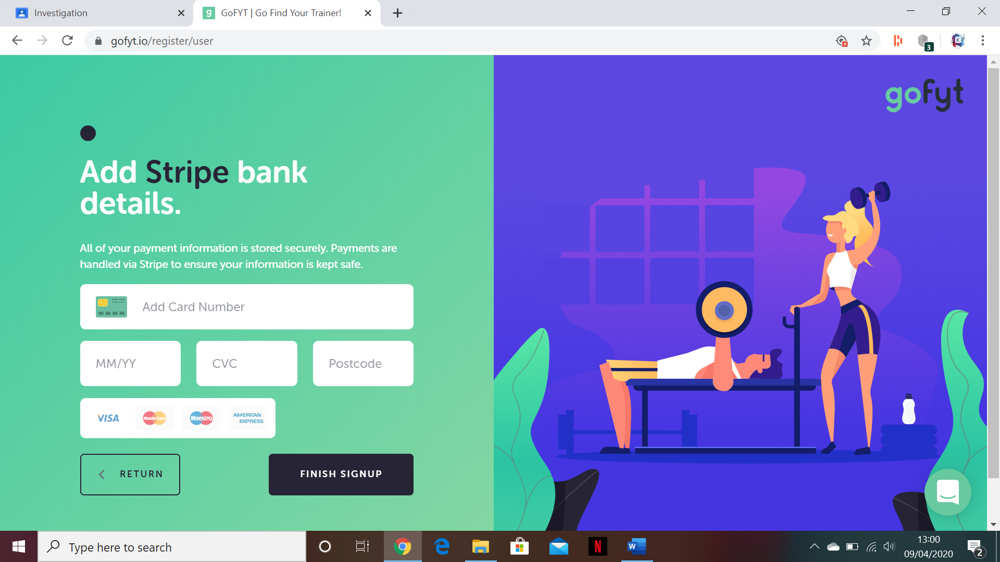 Investigation
GoFYT | Go Find Your Trainer!
gofyt.io/register/user
3
K
gofyt
Add Stripe bank
details.
All of your payment information is stored securely. Payments are
handled via Stripe to ensure your information is kept safe.
Add Card Number
MM/YY CVC Postcode
VISA MasterCard Maestro AMERICAN
EXPRESS
RETURN FINISH SIGNUP
Type here to search
N
W
13:00
09/04/2020
2